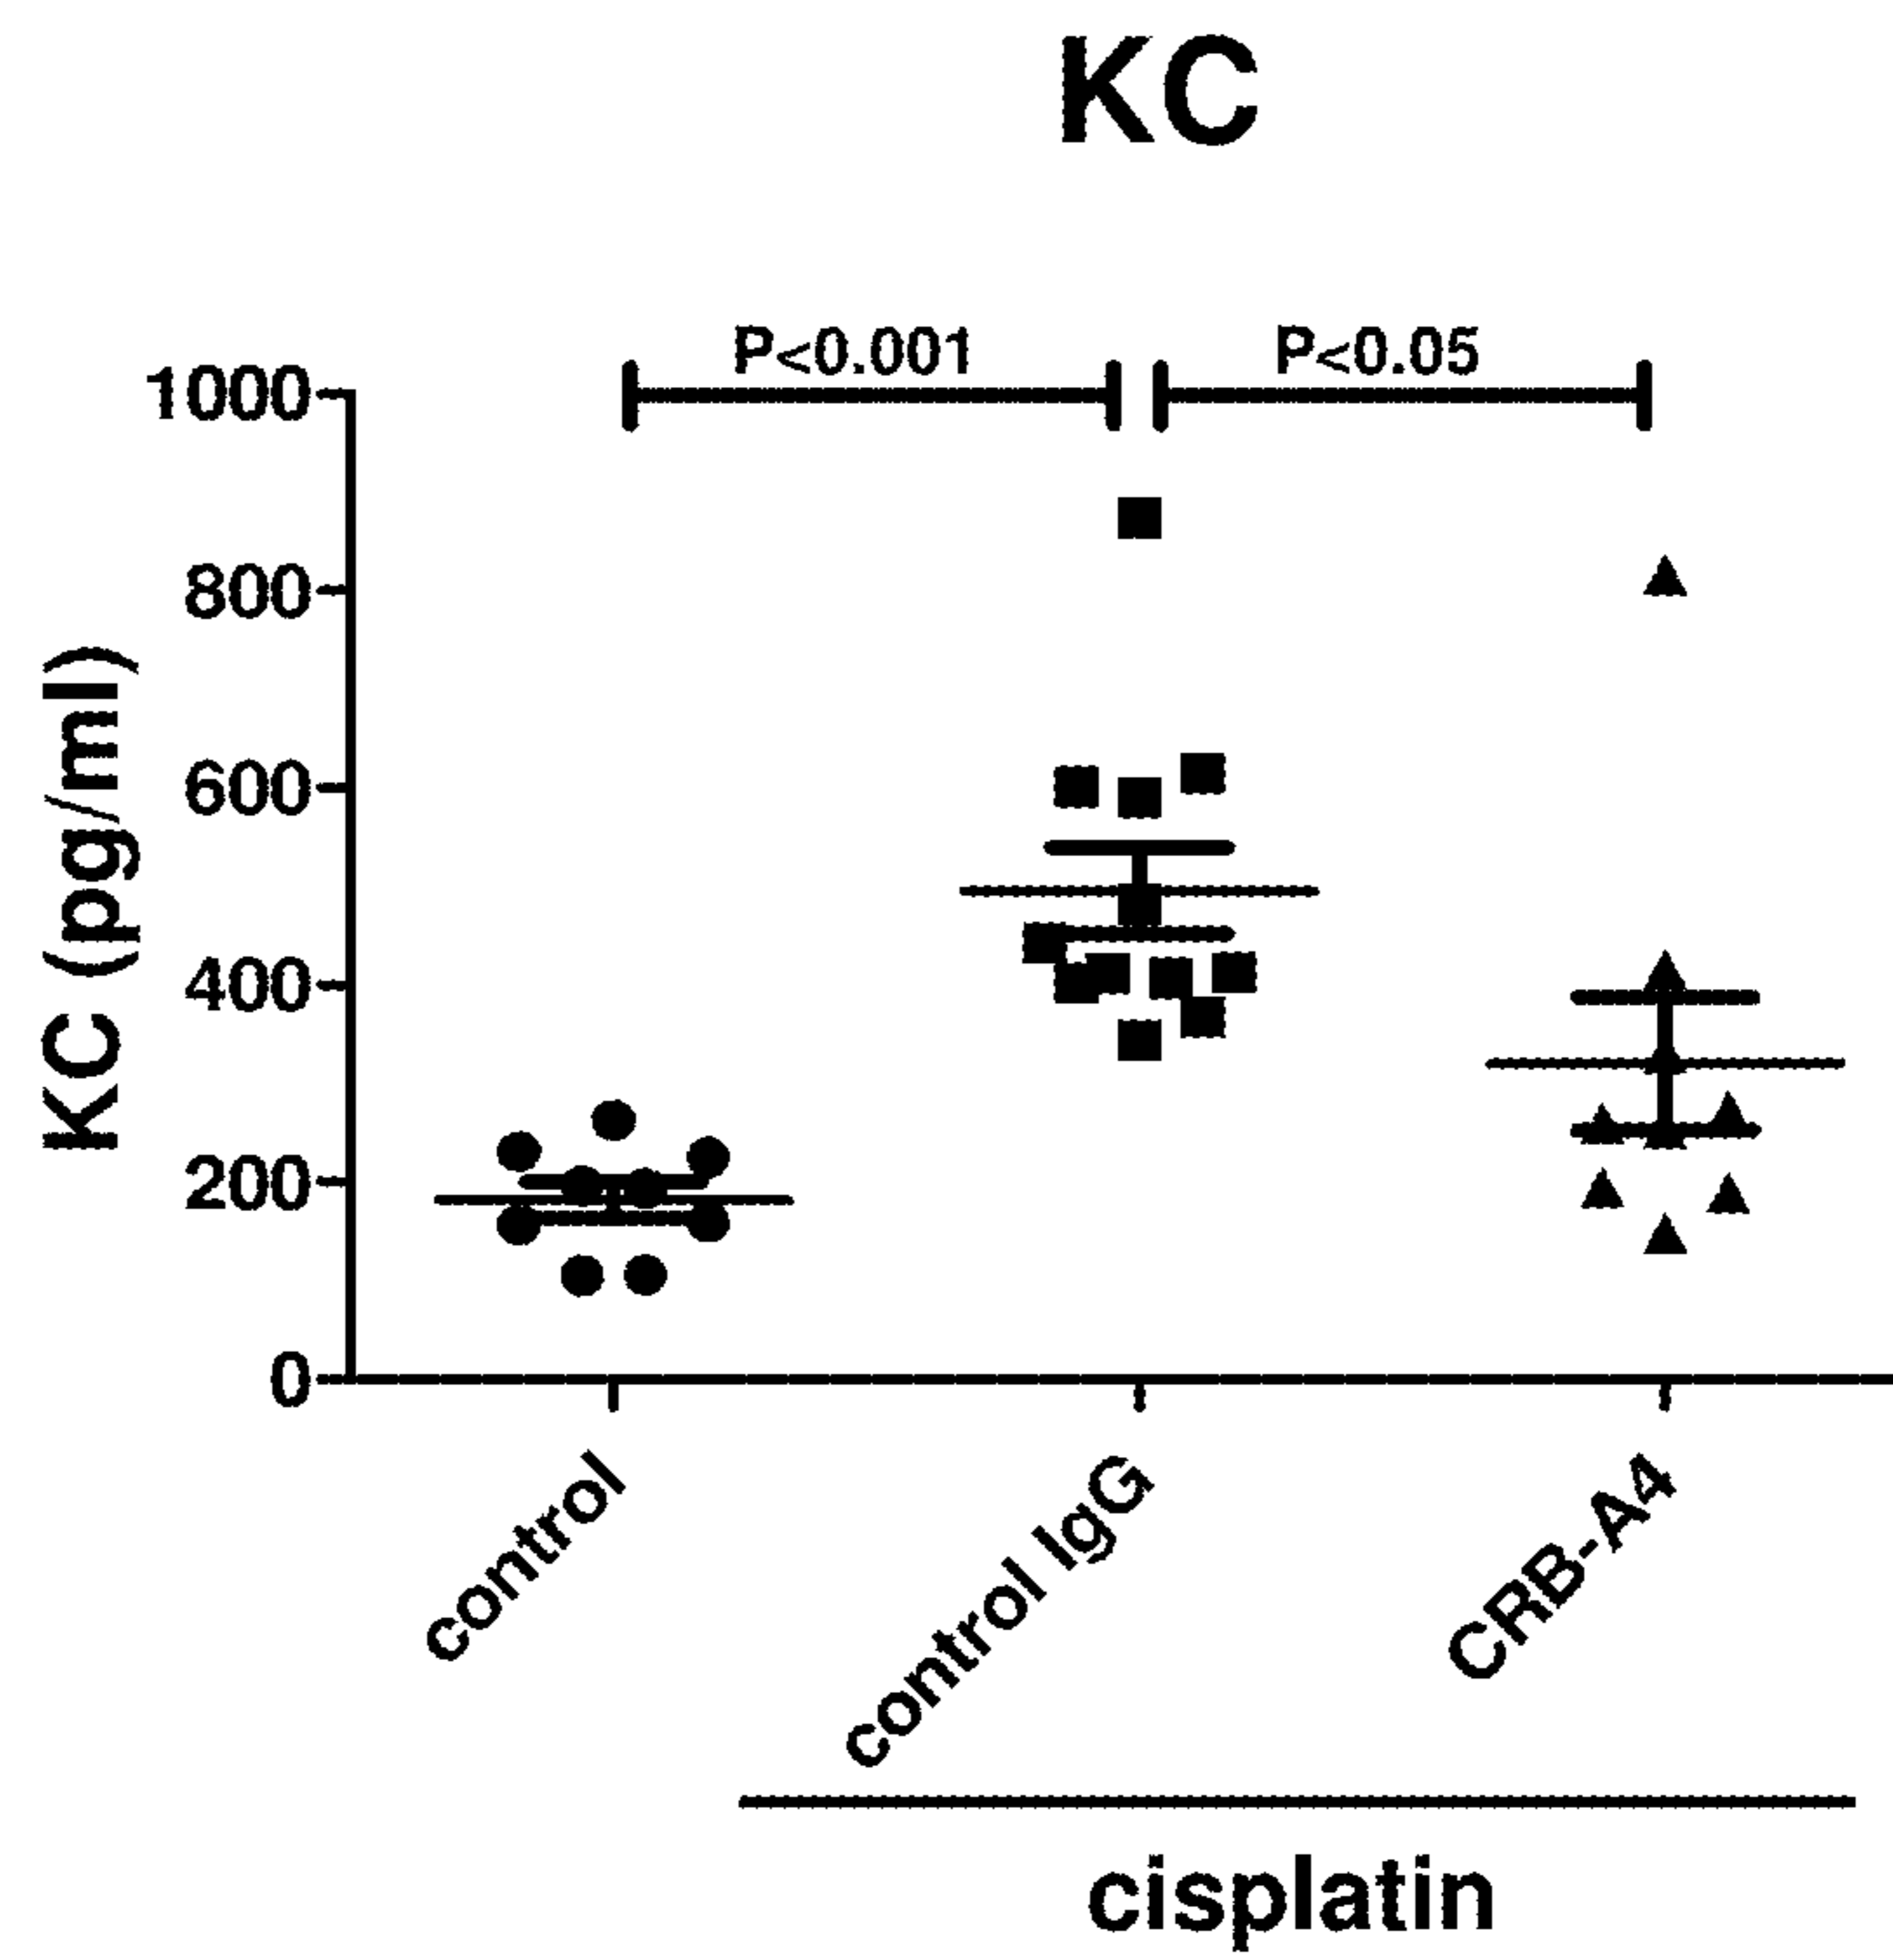 KC
P<0.001 P<0.05
KC (pg/ml)
1000
800
600
400
200
0
control
control IgG
CRB-A4
cisplatin